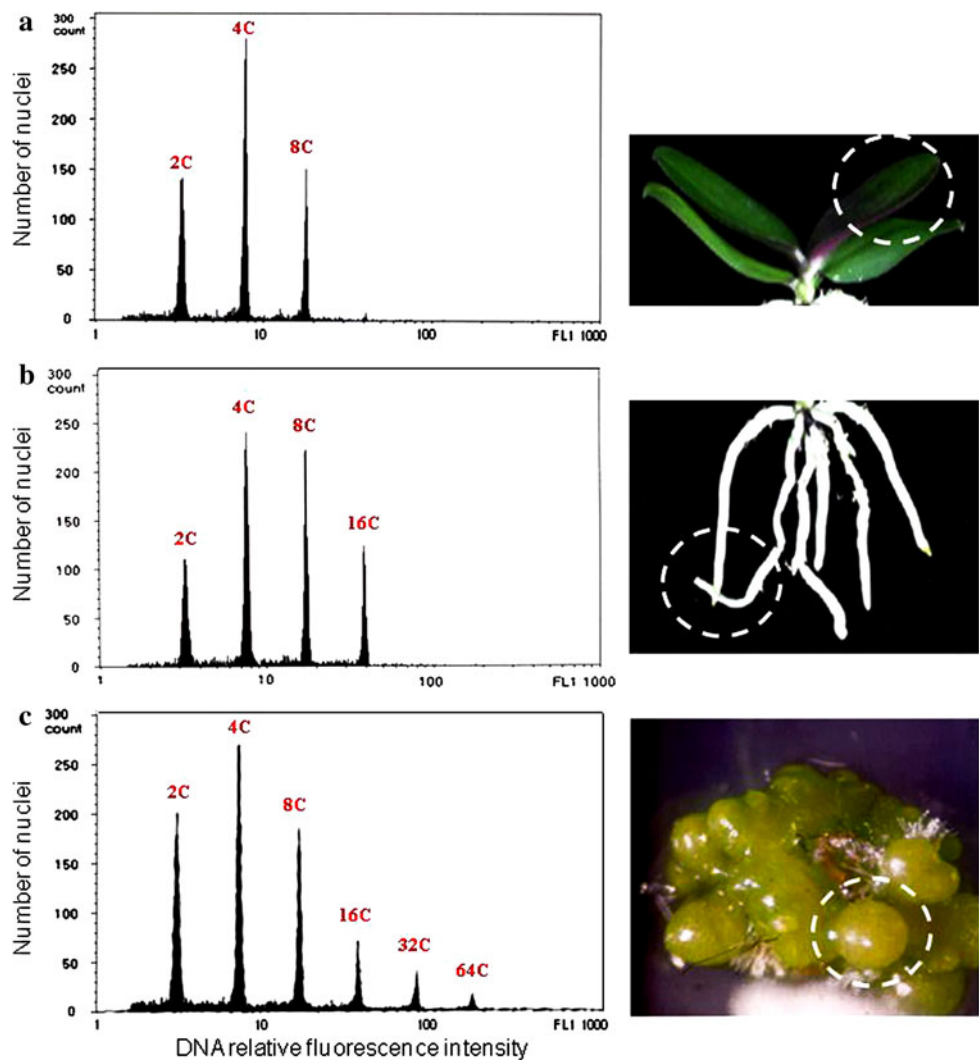 a
300
count
250
200
150
100
50
0
Number of nuclei
2C
4C
8C
1 10 100 FL1 1000
b
300
count
250
200
150
100
50
0
Number of nuclei
2C
4C
8C
16C
1 10 100 FL1 1000
c
300
count
250
200
150
100
50
0
Number of nuclei
2C
4C
8C
16C
32C
64C
1 10 100 FL1 1000
DNA relative fluorescence intensity